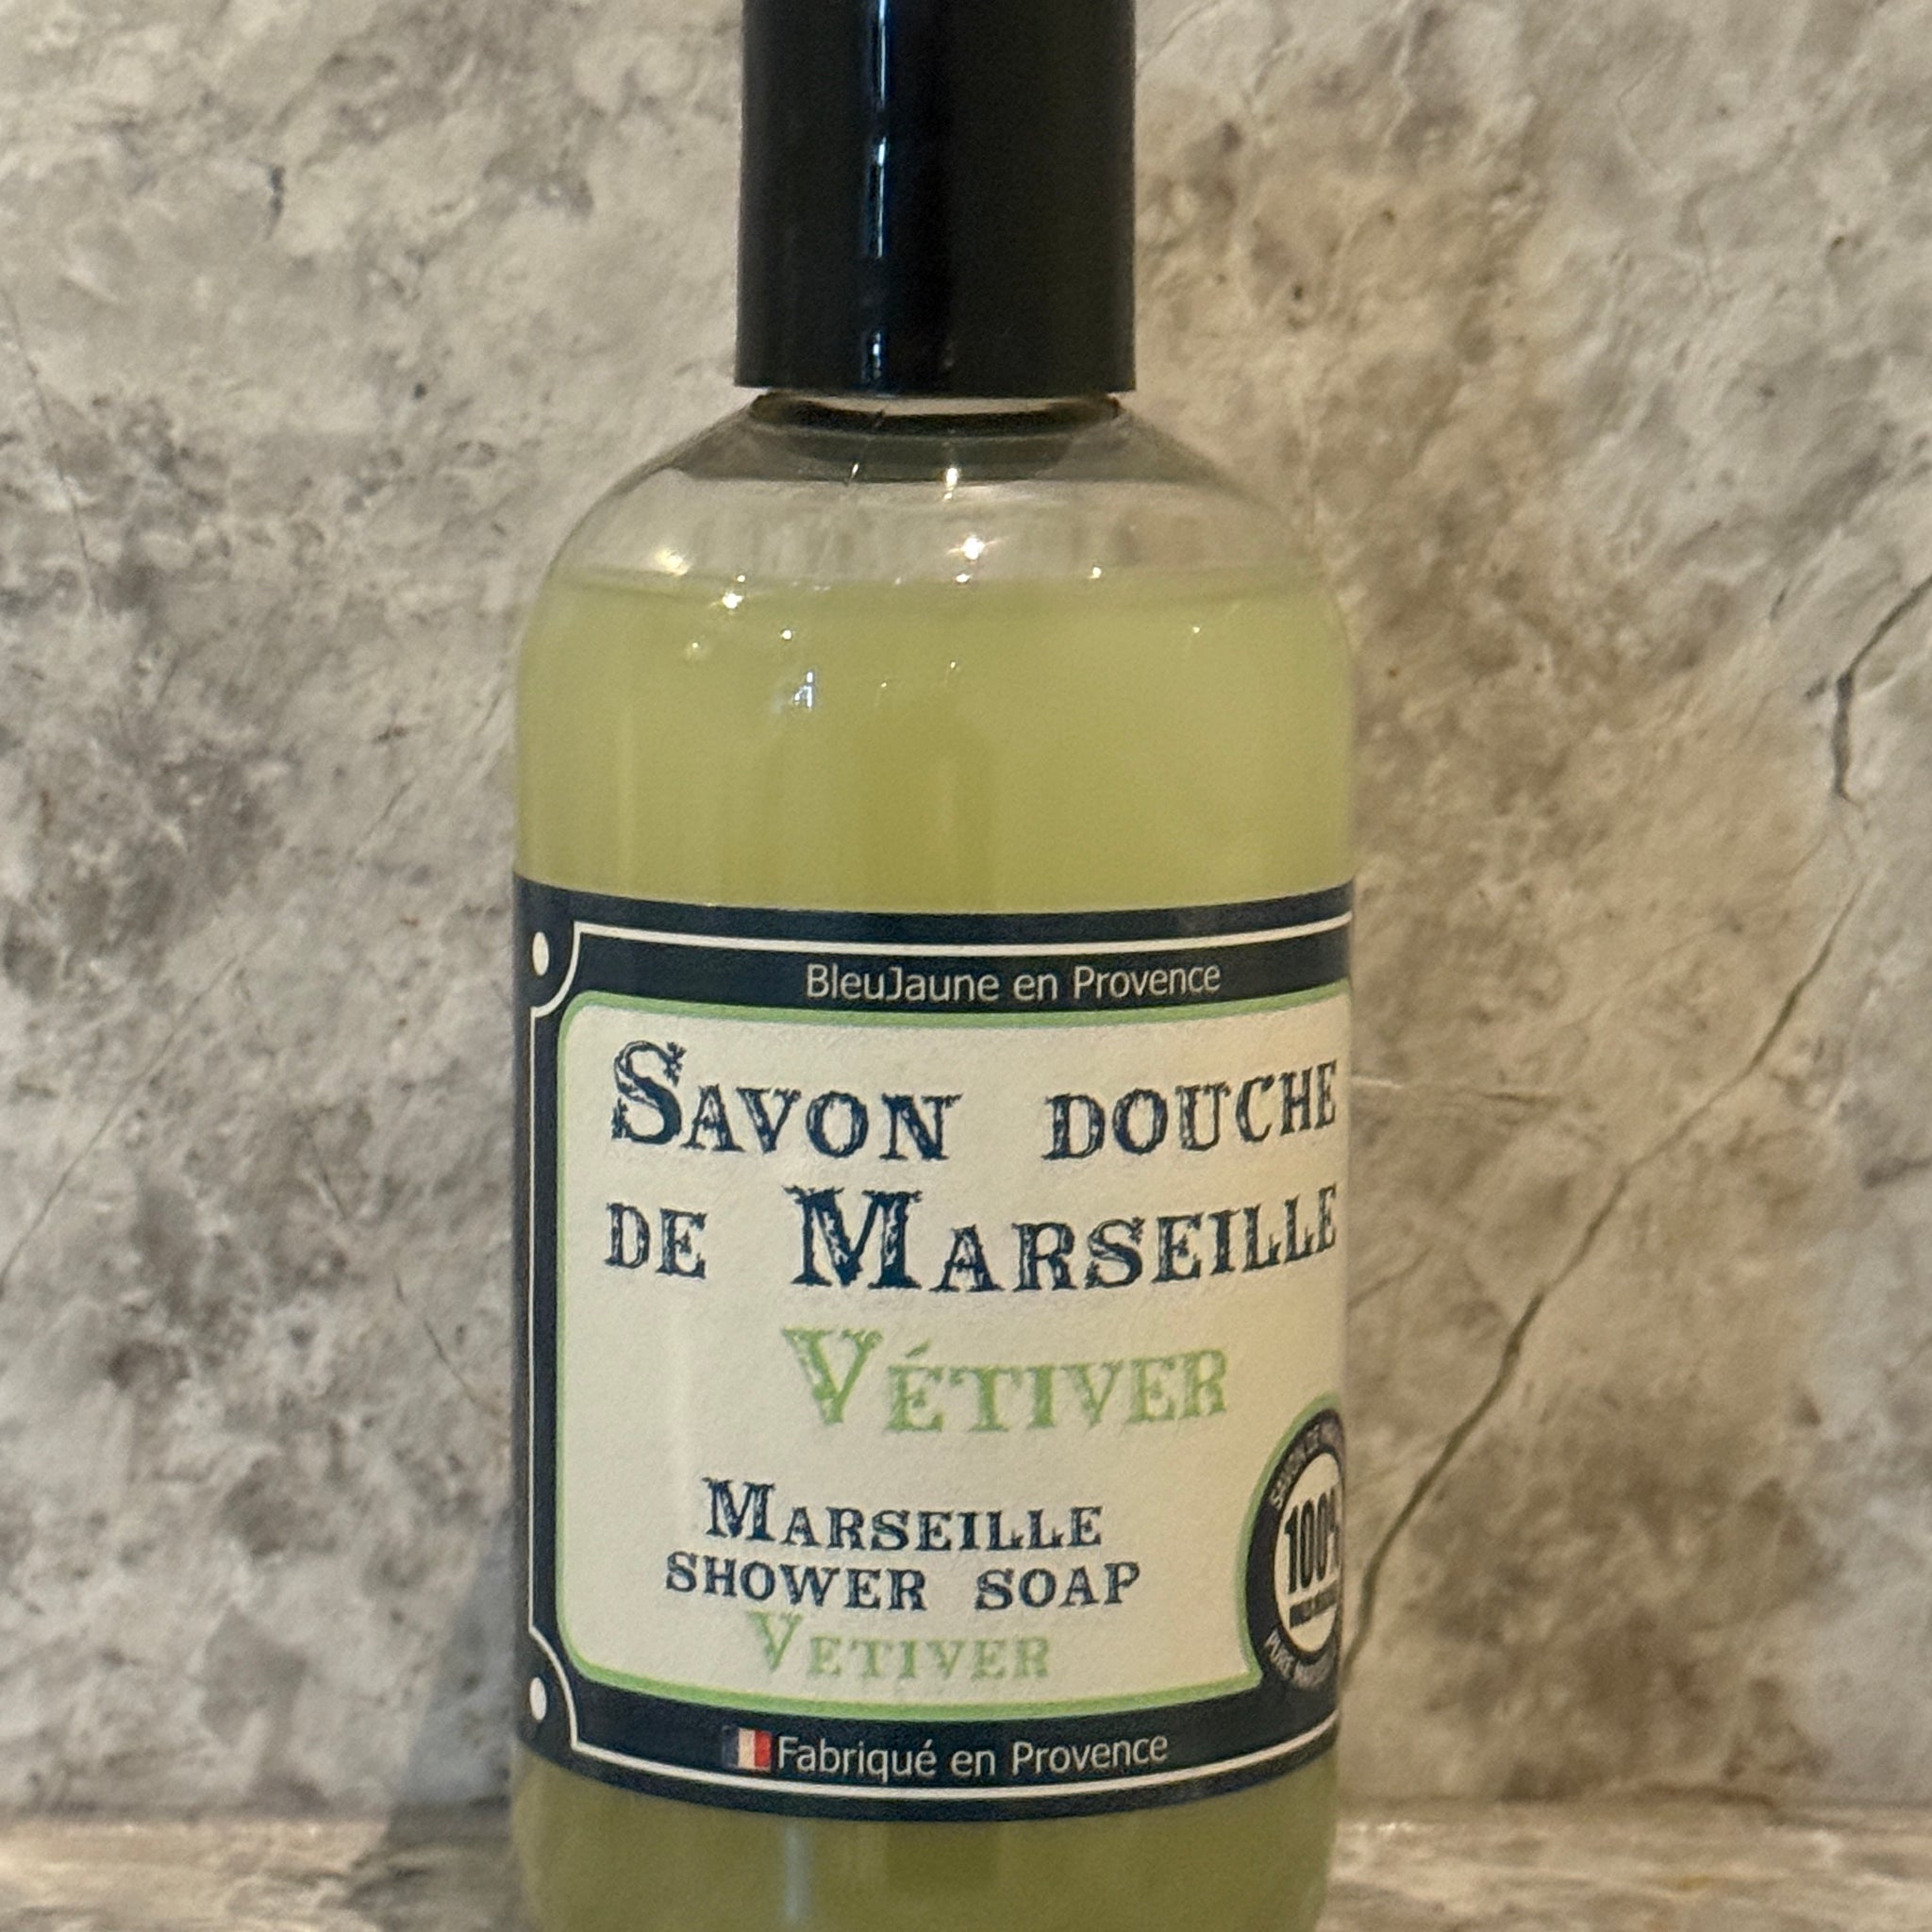 BleuJaune en Provence
Savon douche
de Marseille
Vétiver
Marseille
shower soap
Vetiver
100%
Fabriqué en Provence